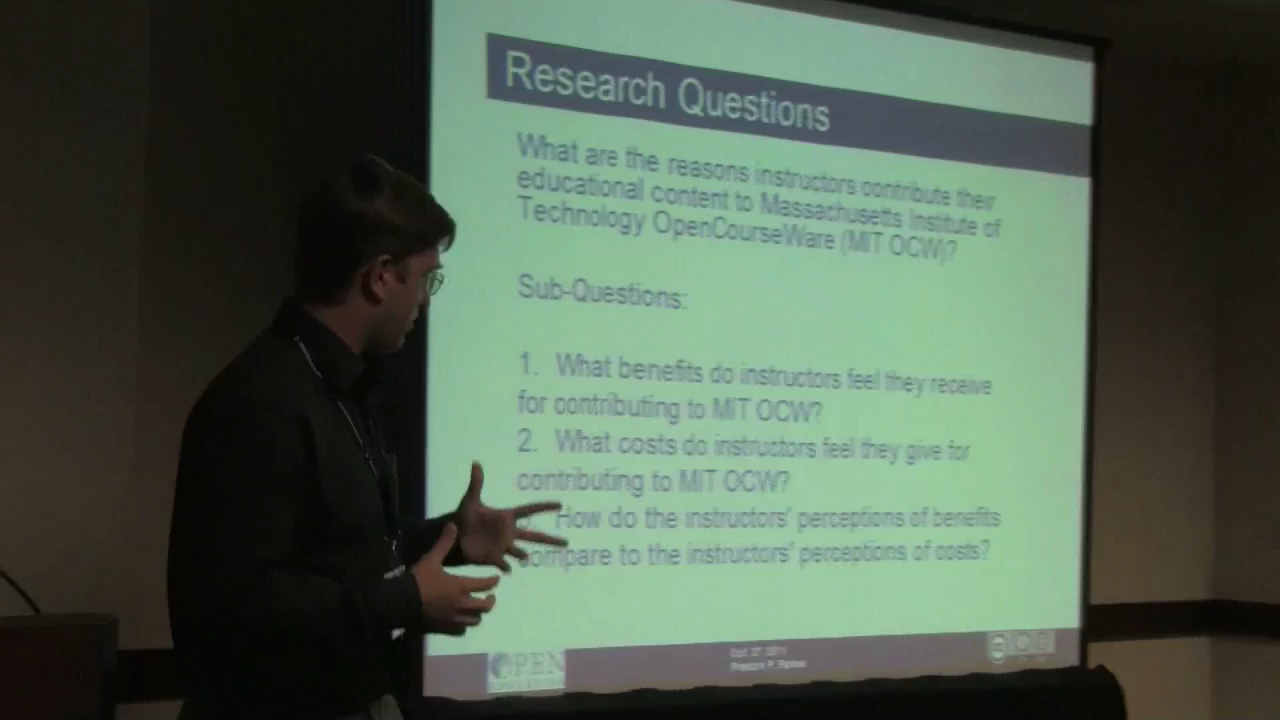 Research Questions
What are the reasons instructors contribute their
educational content to Massachusetts Institute of
Technology OpenCourseWare (MIT OCW)?
Sub-Questions:
1. What benefits do instructors feel they receive
for contributing to MIT OCW?
2. What costs do instructors feel they give for
contributing to MIT OCW?
How do the instructors' perceptions of benefits
compare to the instructors' perceptions of costs?
OPEN